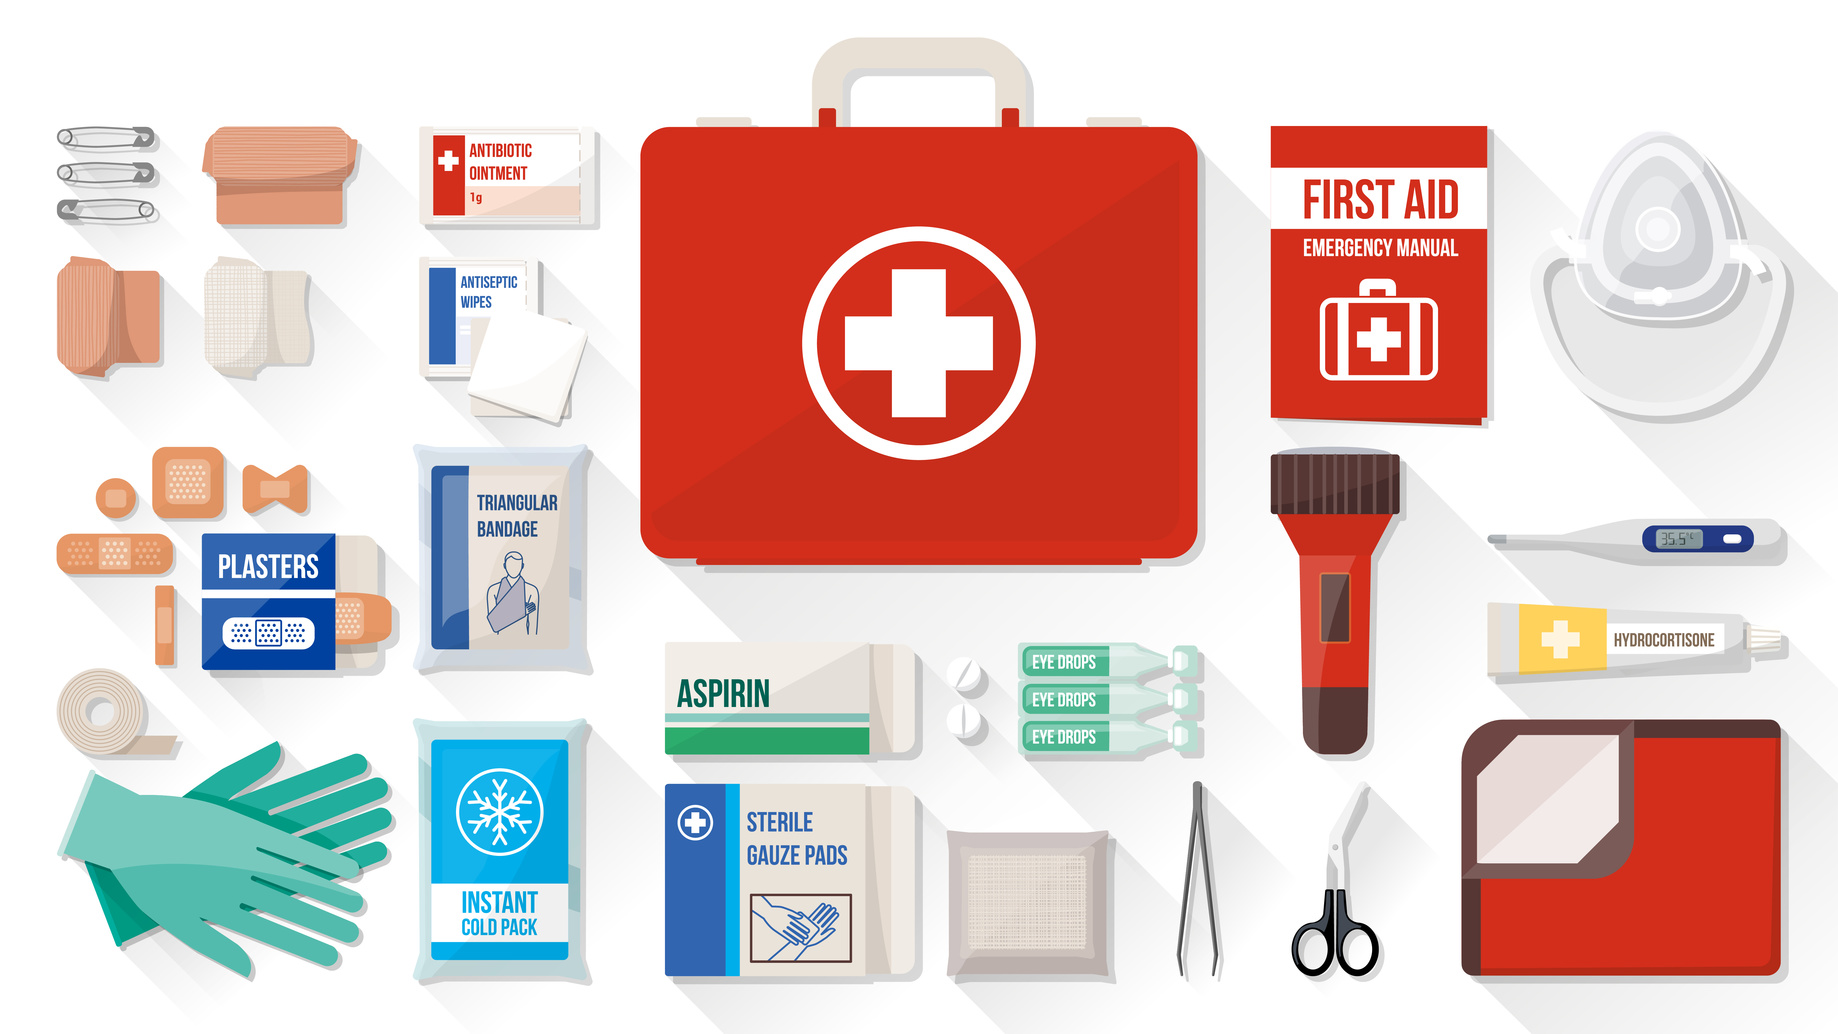 ANTIBIOTIC
OINTMENT
1g
ANTISEPTIC
WIPES
FIRST AID
EMERGENCY MANUAL
PLASTERS
TRIANGULAR
BANDAGE
35.5°C
HYDROCORTISONE
ASPIRIN
EYE DROPS
EYE DROPS
EYE DROPS
INSTANT
COLD PACK
STERILE
GAUZE PADS